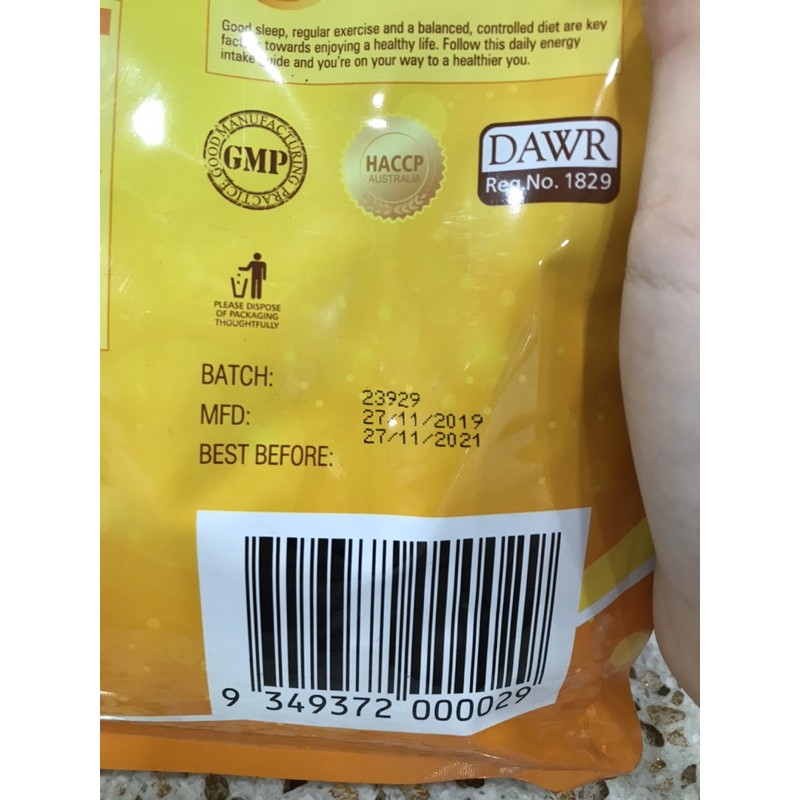 Good sleep, regular exercise and a balanced, controlled diet are key
towards enjoying a healthy life. Follow this daily energy
intake and you're on your way to a healthier you.
GOOD MANUFACTURING PRACTICE
GMP
HACCP
AUSTRALIA
DAWR
Reg.No. 1829
PLEASE DISPOSE
OF PACKAGING
THOUGHTFULLY
BATCH:
23929
MFD:
27/11/2019
BEST BEFORE:
27/11/2021
9 349372 000029